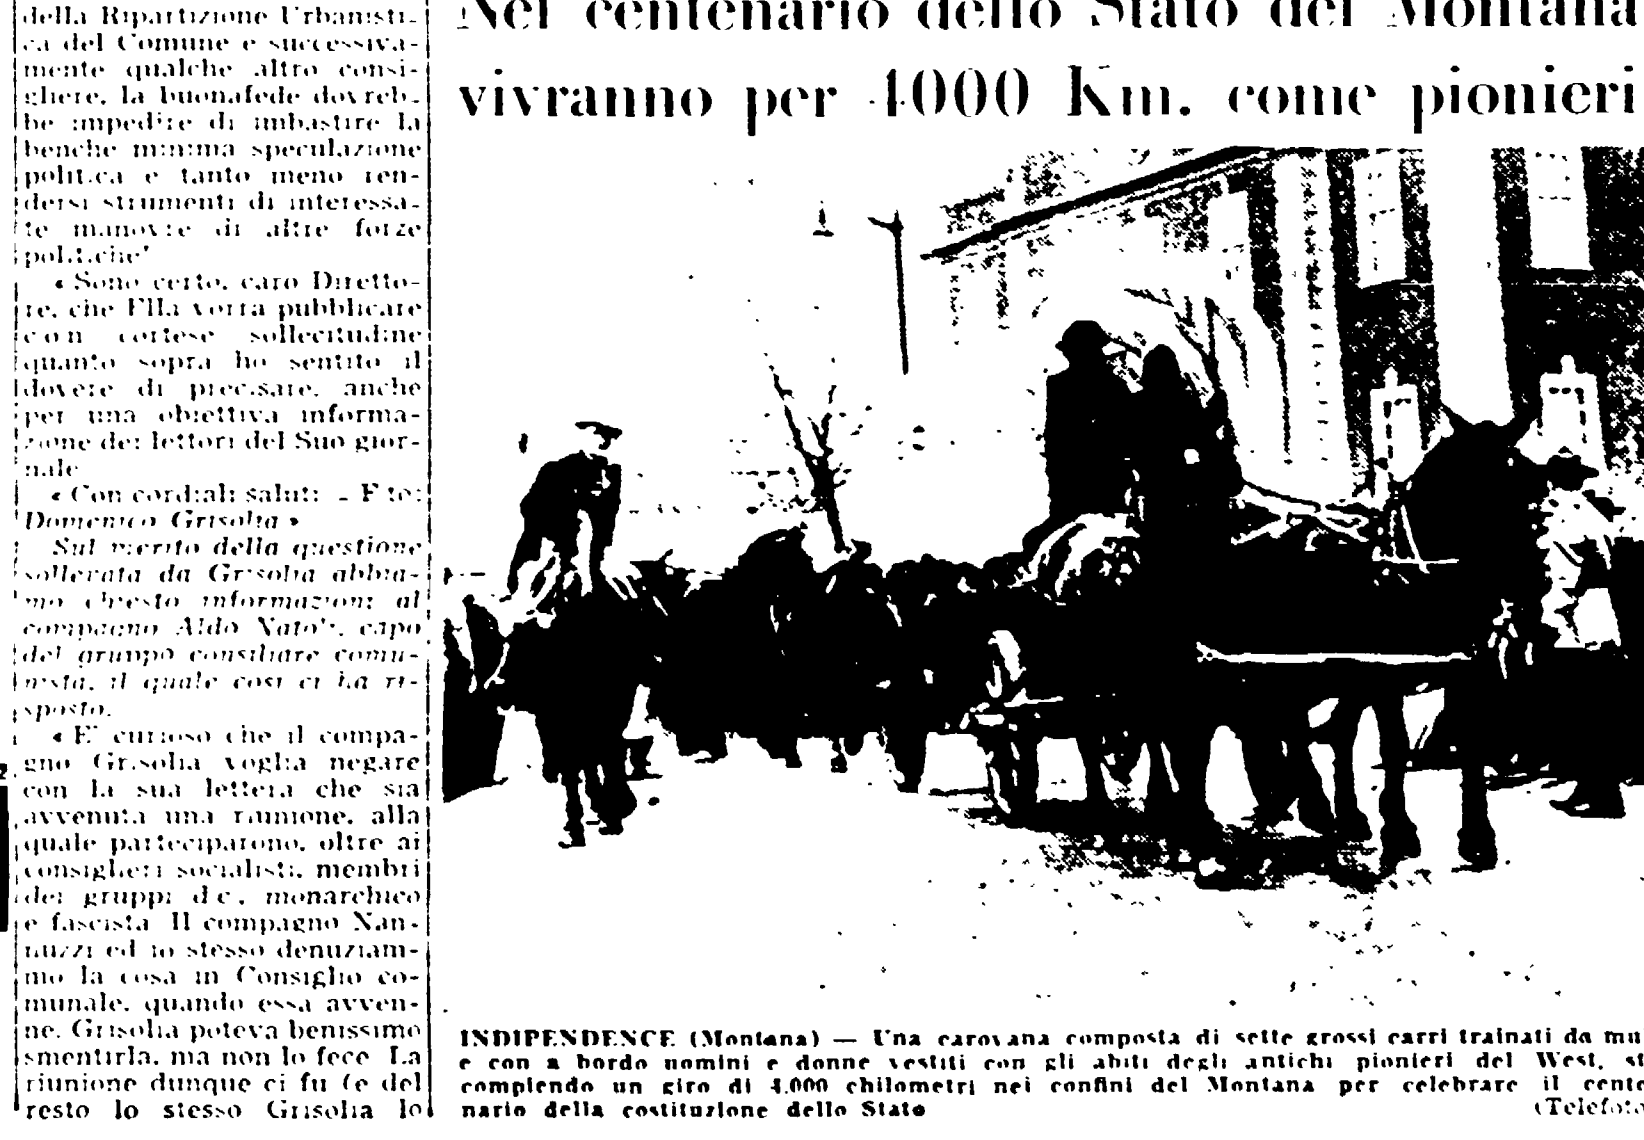 della Ripartizione Urbanisti-
ca del Comune e successiva-
mente qualche altro consi-
gliere, la buonafede dovreb-
be impedire di imbastire la
benche minima speculazione
politica e tanto meno ren-
dersi strumenti di interessa-
te manovre di altre forze
politiche'
« Sono certo, caro Diretto-
re, che Ella vorra pubblicare
con cortese sollecitudine
quanto sopra ho sentito il
dovere di precisare, anche
per una obiettiva informa-
zione dei lettori del Suo gior-
nale
« Con cordiali saluti - F.to:
Domenico Grisolia »
Sul merito della questione
sollevata da Grisolia abbia-
mo chiesto informazioni al
compagno Aldo Natoli, capo
del gruppo consiliare comu-
nista, il quale così ci ha ri-
sposto.
« E' curioso che il compa-
gno Grisolia voglia negare
con la sua lettera che sia
avvenuta una riunione, alla
quale parteciparono, oltre ai
consiglieri socialisti, membri
dei gruppi d c, monarchico
e fascista Il compagno Nan-
nuzzi ed io stesso denuziam-
mo la cosa in Consiglio co-
munale, quando essa avven-
ne. Grisolia poteva benissimo
smentirla, ma non lo fece La
riunione dunque ci fu (e del
resto lo stesso Grisolia lo
Nel centenario dello Stato del Montana
vivranno per 4000 Km. come pionieri
INDIPENDENCE (Montana) — Una carovana composta di sette grossi carri trainati da mu
e con a bordo uomini e donne vestiti con gli abiti degli antichi pionieri del West, st
compiendo un giro di 4.000 chilometri nei confini del Montana per celebrare il cente
nario della costituzione dello Stato
(Telefoto